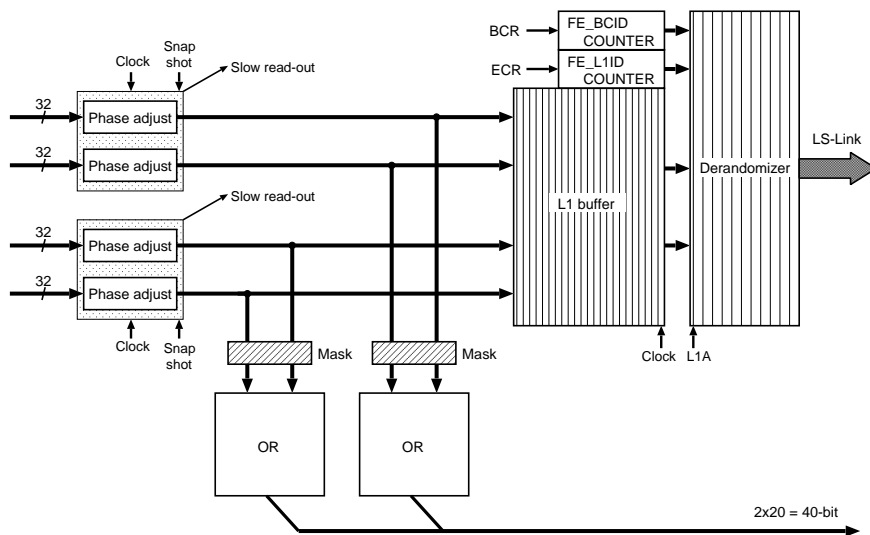 BCR
FE_BCID
COUNTER
ECR
FE_L1ID
COUNTER
Clock
Snap
shot
Slow read-out
32
Phase adjust
32
Phase adjust
Slow read-out
32
Phase adjust
32
Phase adjust
Clock
Snap
shot
L1 buffer
Derandomizer
LS-Link
Clock
L1A
Mask
Mask
OR
OR
2x20 = 40-bit